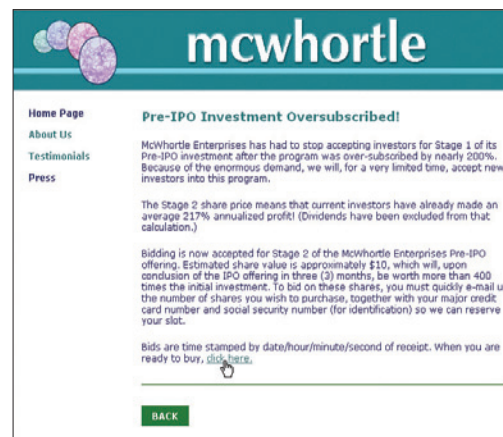 mcwhortle
Home Page
About Us
Testimonials
Press
Pre-IPO Investment Oversubscribed!
McWhortle Enterprises has had to stop accepting investors for Stage 1 of its
Pre-IPO investment after the program was over-subscribed by nearly 200%.
Because of the enormous demand, we will, for a very limited time, accept new
investors into this program.
The Stage 2 share price means that current investors have already made an
average 217% annualized profit! (Dividends have been excluded from that
calculation.)
Bidding is now accepted for Stage 2 of the McWhortle Enterprises Pre-IPO
offering. Estimated share value is approximately $10, which will, upon
conclusion of the IPO offering in three (3) months, be worth more than 400
times the initial investment. To bid on these shares, you must quickly e-mail u
the number of shares you wish to purchase, together with your major credit
card number and social security number (for identification) so we can reserve
your slot.
Bids are time stamped by date/hour/minute/second of receipt. When you are
ready to buy, click here.
BACK